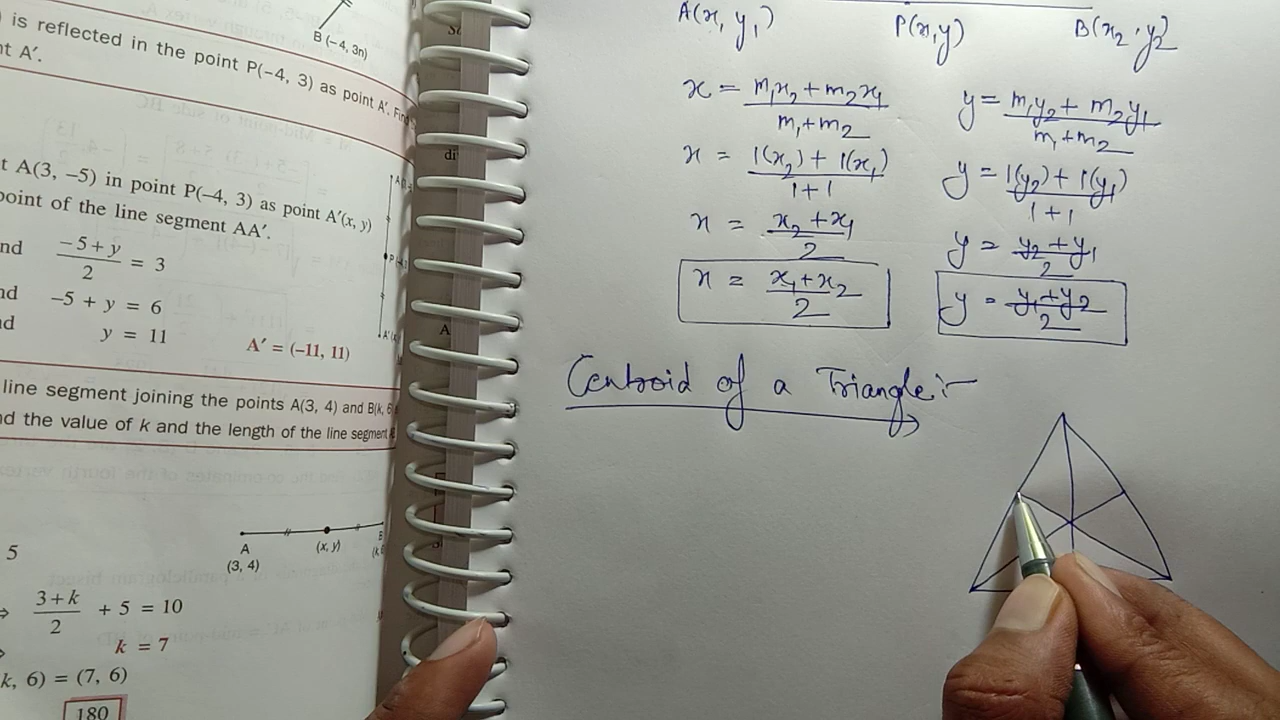 B (–4, 3n)
is reflected in the point P(–4, 3) as point A′. Find
nt A′.
t A(3, –5) in point P(–4, 3) as point A′(x, y)
point of the line segment AA′.
nd (–5 + y)/2 = 3
nd –5 + y = 6
nd y = 11 A′ = (–11, 11)
line segment joining the points A(3, 4) and B(k, 6)
nd the value of k and the length of the line segment
A (x, y) B
(3, 4)
5
(3 + k)/2 + 5 = 10
k = 7
k, 6) = (7, 6)
180
di
A
A(x, y₁) P(x,y) B(x₂, y₂)
x = (m₁x₂ + m₂x₁)/(m₁+m₂) y = (m₁y₂ + m₂y₁)/(m₁+m₂)
x = (1(x₂) + 1(x₁))/(1+1) y = (1(y₂) + 1(y₁))/(1+1)
x = (x₂ + x₁)/2 y = (y₂ + y₁)/2
x = (x₁+x₂)/2 y = (y₁+y₂)/2
Centroid of a Triangle:-